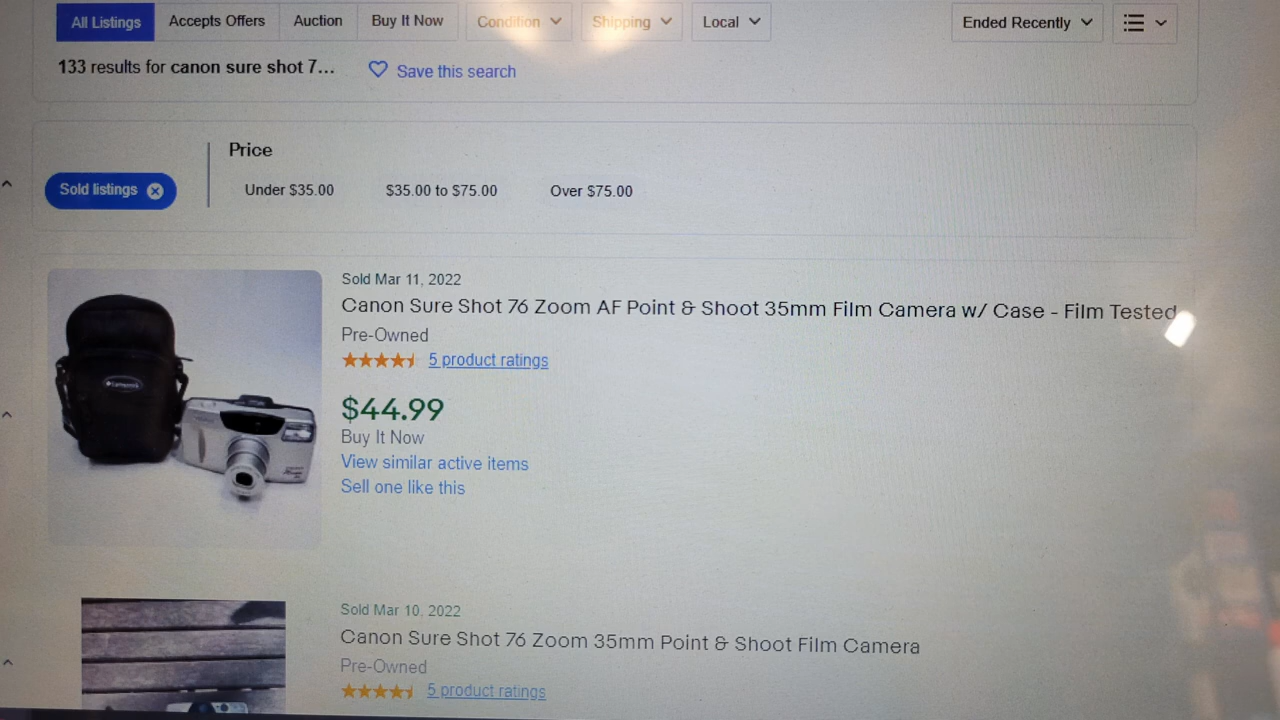 All Listings Accepts Offers Auction Buy It Now Condition Shipping Local Ended Recently
133 results for canon sure shot 7... Save this search
Price
Sold listings Under $35.00 $35.00 to $75.00 Over $75.00
Sold Mar 11, 2022
Canon Sure Shot 76 Zoom AF Point & Shoot 35mm Film Camera w/ Case - Film Tested
Pre-Owned
5 product ratings
$44.99
Buy It Now
View similar active items
Sell one like this
Sold Mar 10, 2022
Canon Sure Shot 76 Zoom 35mm Point & Shoot Film Camera
Pre-Owned
5 product ratings